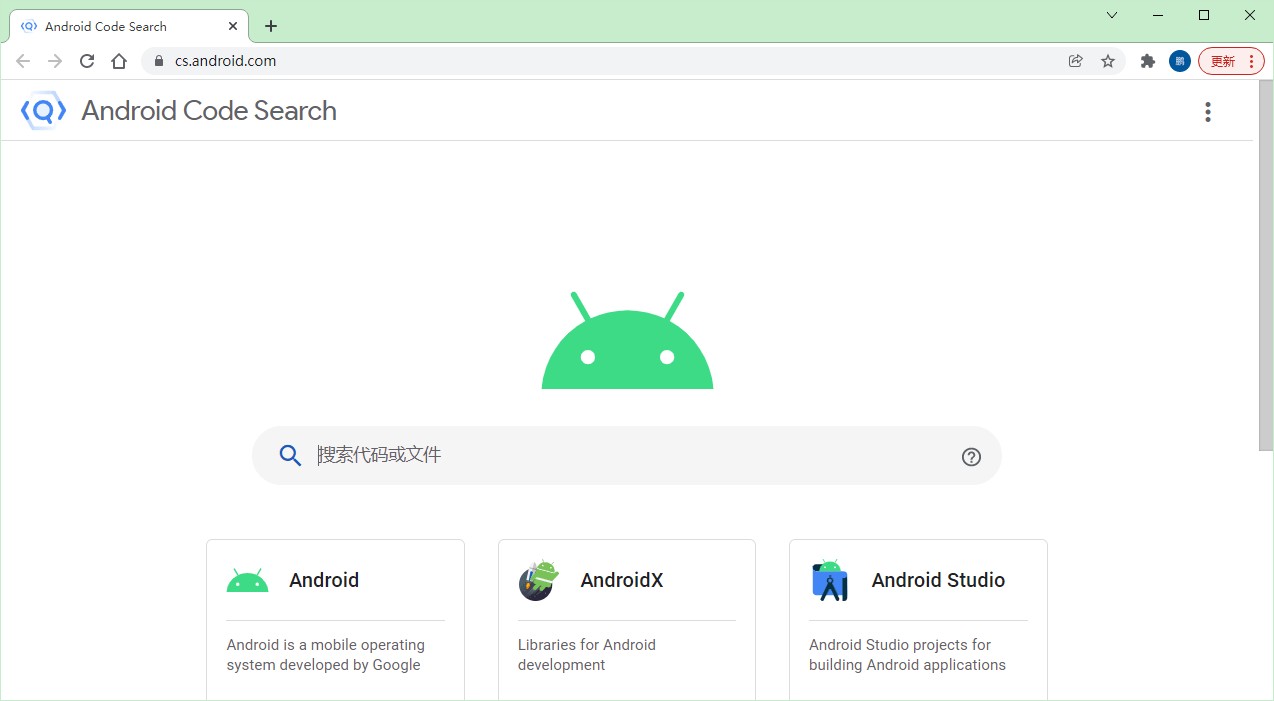 Android Code Search
cs.android.com
鹏
更新
Android Code Search
搜索代码或文件
Android
AndroidX
Android Studio
Android is a mobile operating
system developed by Google
Libraries for Android
development
Android Studio projects for
building Android applications